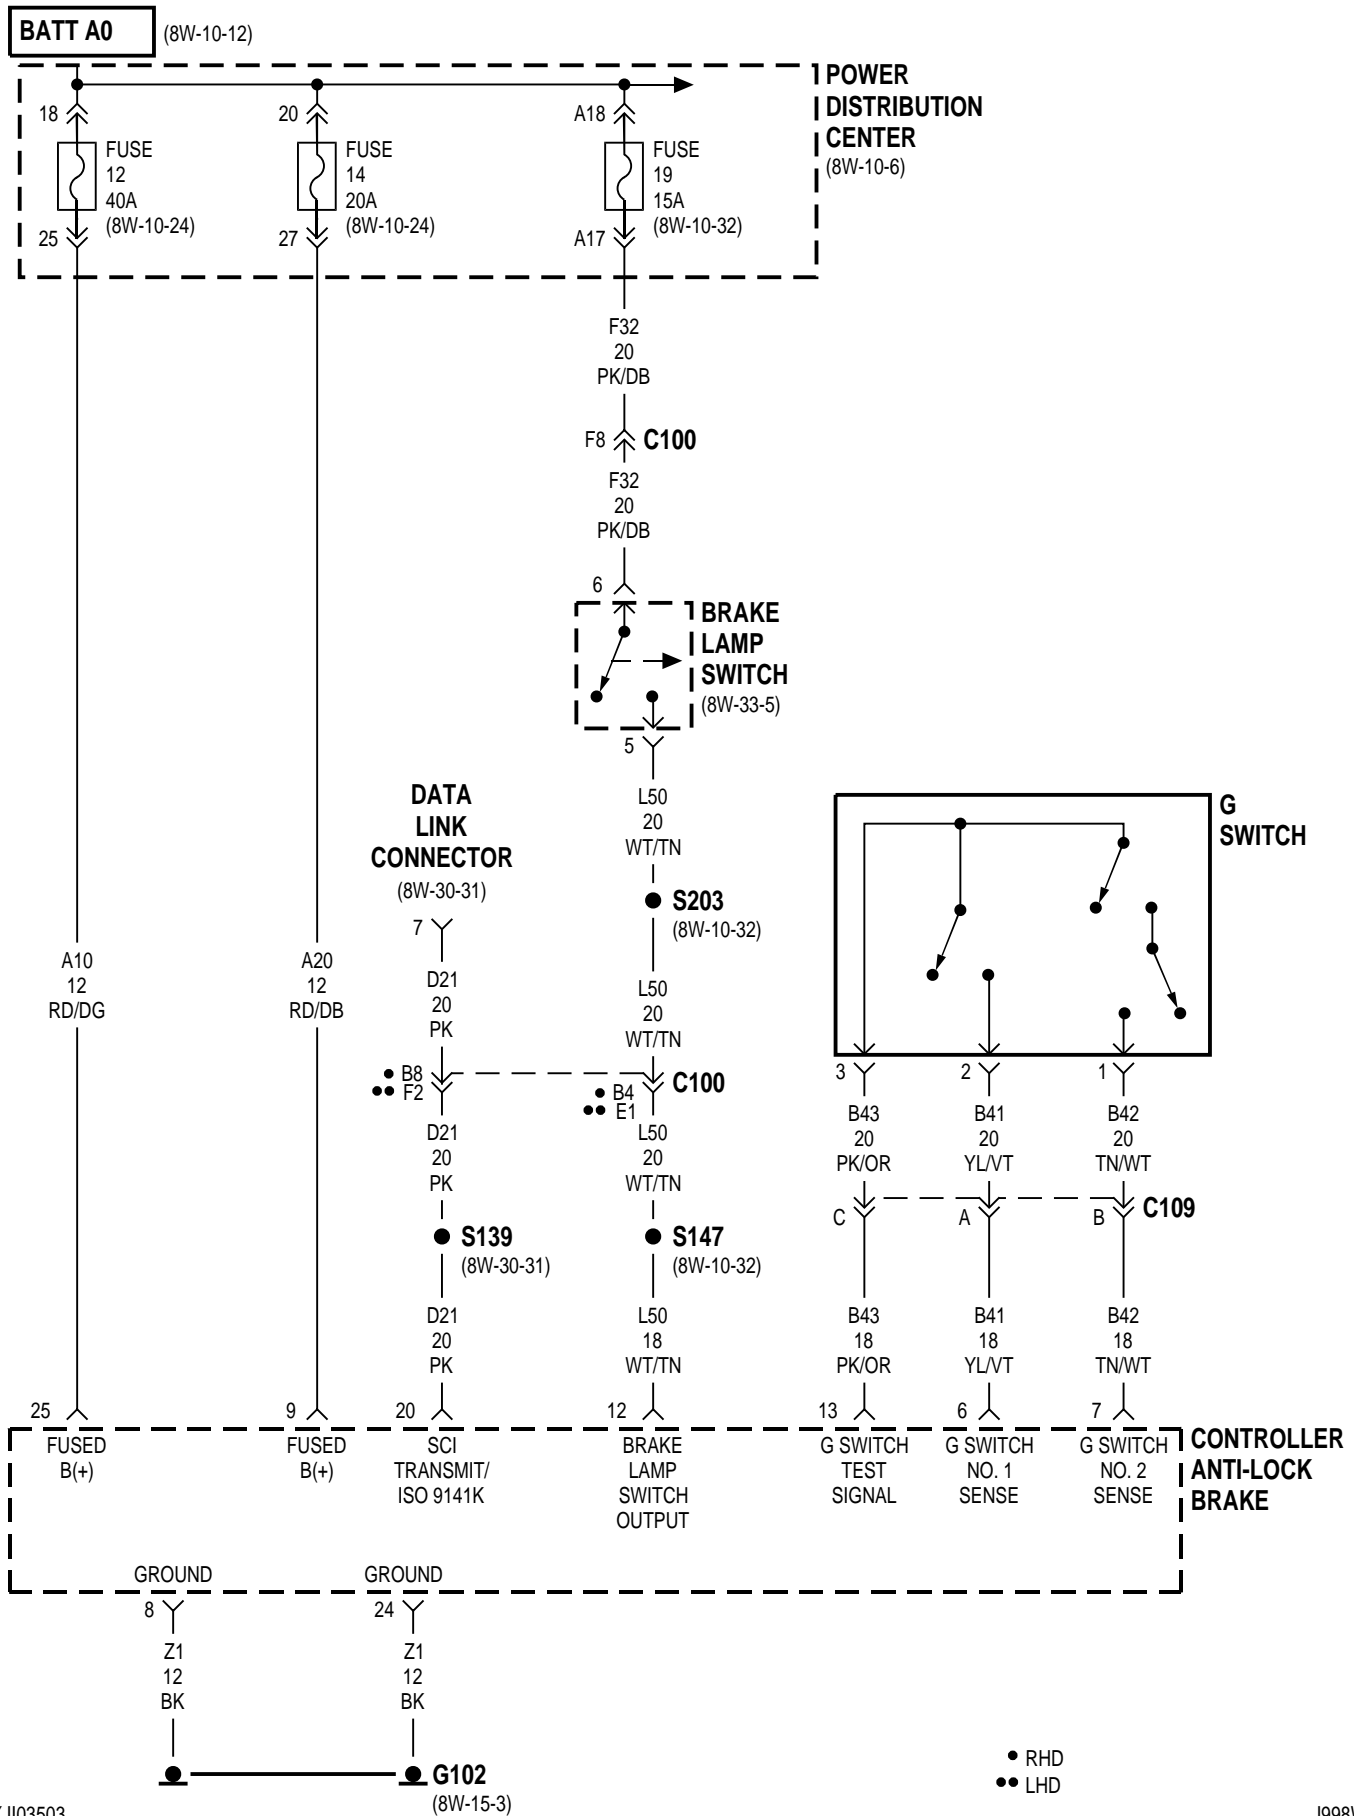 BATT A0 (8W-10-12)
POWER
DISTRIBUTION
CENTER
(8W-10-6)
18
FUSE
12
40A
(8W-10-24)
25
20
FUSE
14
20A
(8W-10-24)
27
A18
FUSE
19
15A
(8W-10-32)
A17
F32
20
PK/DB
F8 C100
F32
20
PK/DB
6
BRAKE
LAMP
SWITCH
(8W-33-5)
5
L50
20
WT/TN
S203
(8W-10-32)
L50
20
WT/TN
DATA
LINK
CONNECTOR
(8W-30-31)
7
D21
20
PK
A10
12
RD/DG
A20
12
RD/DB
G
SWITCH
• B8
•• F2
• B4
•• E1
C100
3 2 1
D21
20
PK
L50
20
WT/TN
B43
20
PK/OR
B41
20
YL/VT
B42
20
TN/WT
C A B C109
S139
(8W-30-31)
S147
(8W-10-32)
D21
20
PK
L50
18
WT/TN
B43
18
PK/OR
B41
18
YL/VT
B42
18
TN/WT
25 9 20 12 13 6 7
FUSED
B(+)
FUSED
B(+)
SCI
TRANSMIT/
ISO 9141K
BRAKE
LAMP
SWITCH
OUTPUT
G SWITCH
TEST
SIGNAL
G SWITCH
NO. 1
SENSE
G SWITCH
NO. 2
SENSE
CONTROLLER
ANTI-LOCK
BRAKE
GROUND GROUND
8 24
Z1
12
BK
Z1
12
BK
G102
(8W-15-3)
• RHD
•• LHD